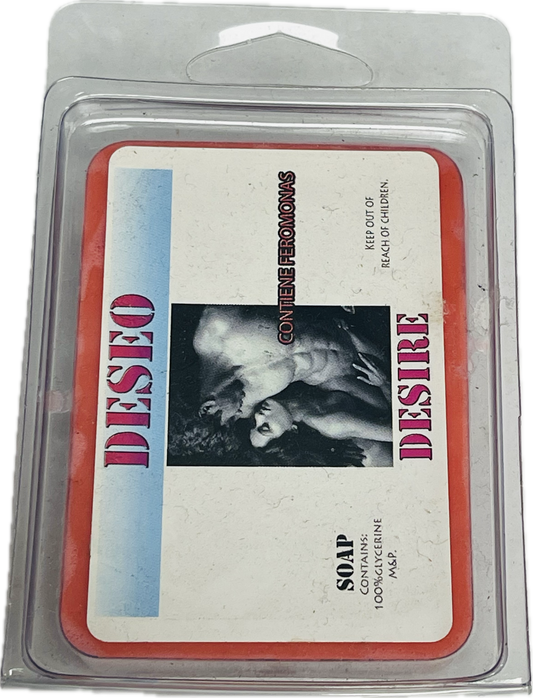 DESEO
CONTIENE FEROMONAS
SOAP
CONTAINS:
100%GLYCERINE
M&P.
KEEP OUT OF
REACH OF CHILDREN.
DESIRE